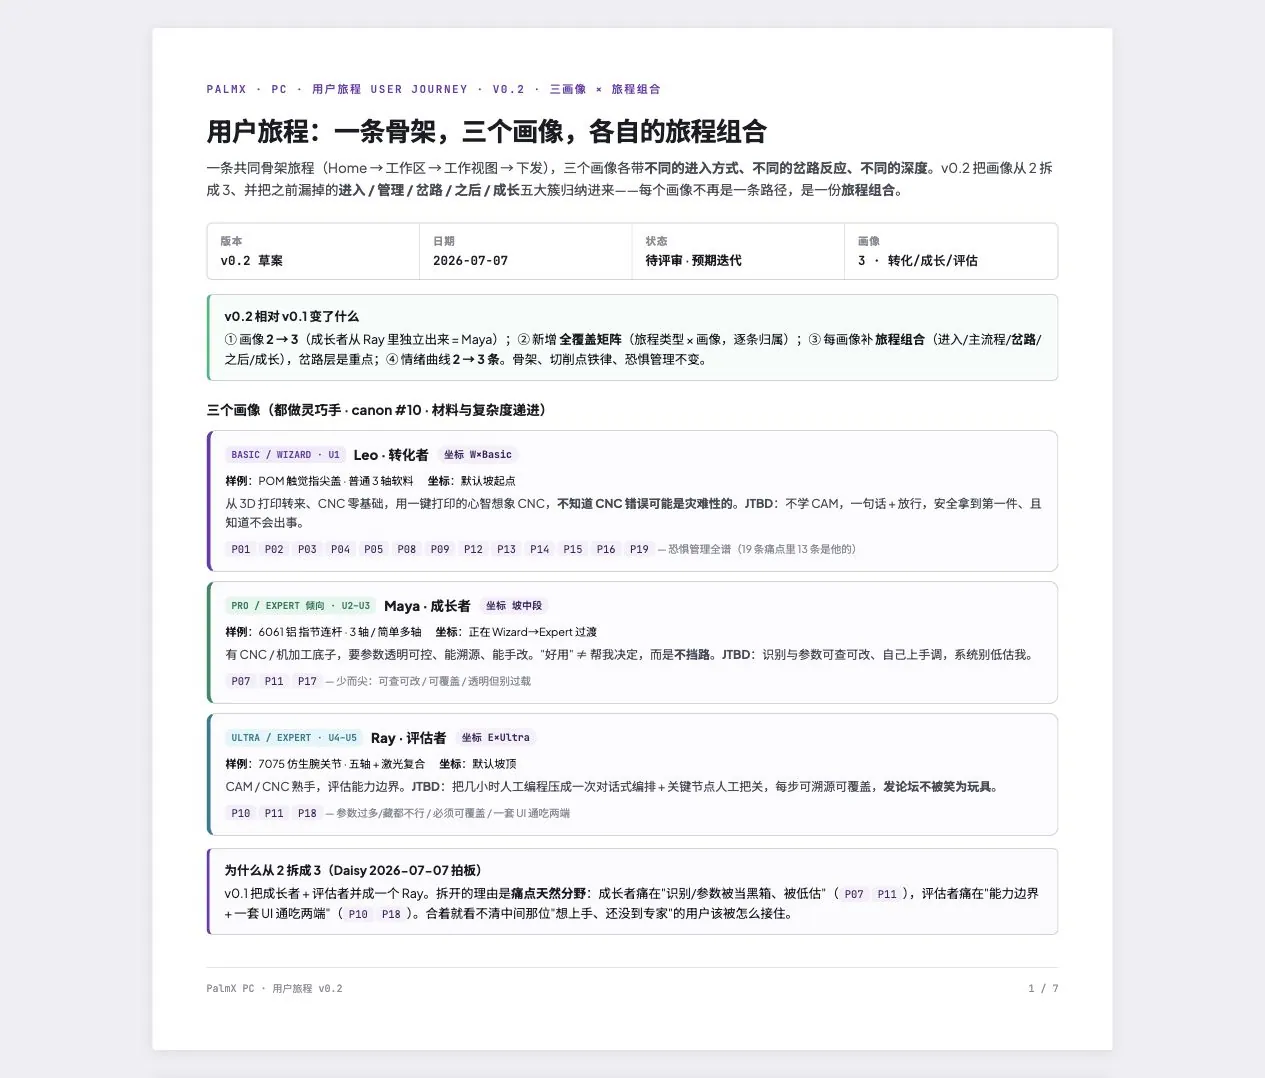 PALMX · PC · 用户旅程 USER JOURNEY · V0.2 · 三画像 × 旅程组合
用户旅程：一条骨架，三个画像，各自的旅程组合
一条共同骨架旅程（Home → 工作区 → 工作视图 → 下发），三个画像各带不同的进入方式、不同的岔路反应、不同的深度。v0.2 把画像从 2 拆
成 3、并把之前漏掉的进入 / 管理 / 岔路 / 之后 / 成长五大簇归纳进来——每个画像不再是一条路径，是一份旅程组合。
版本
v0.2 草案
日期
2026-07-07
状态
待评审 · 预期迭代
画像
3 · 转化/成长/评估
v0.2 相对 v0.1 变了什么
① 画像 2 → 3（成长者从 Ray 里独立出来 = Maya）；② 新增 全覆盖矩阵（旅程类型 × 画像，逐条归属）；③ 每画像补 旅程组合（进入/主流程/岔路/
之后/成长），岔路层是重点；④ 情绪曲线 2 → 3 条。骨架、切削点铁律、恐惧管理不变。
三个画像（都做灵巧手 · canon #10 · 材料与复杂度递进）
BASIC / WIZARD · U1 Leo · 转化者 坐标 W×Basic
样例：POM 触觉指尖盖 · 普通 3 轴软料 坐标：默认坡起点
从 3D 打印转来、CNC 零基础，用一键打印的心智想象 CNC，不知道 CNC 错误可能是灾难性的。JTBD：不学 CAM，一句话 + 放行，安全拿到第一件、且
知道不会出事。
P01 P02 P03 P04 P05 P08 P09 P12 P13 P14 P15 P16 P19 — 恐惧管理全谱（19 条痛点里 13 条是他的）
PRO / EXPERT 倾向 · U2–U3 Maya · 成长者 坐标 坡中段
样例：6061 铝 指节连杆 · 3 轴 / 简单多轴 坐标：正在 Wizard→Expert 过渡
有 CNC / 机加工底子，要参数透明可控、能溯源、能手改。"好用" ≠ 帮我决定，而是不挡路。JTBD：识别与参数可查可改、自己上手调，系统别低估我。
P07 P11 P17 — 少而尖：可查可改 / 可覆盖 / 透明但别过载
ULTRA / EXPERT · U4–U5 Ray · 评估者 坐标 E×Ultra
样例：7075 仿生腕关节 · 五轴 + 激光复合 坐标：默认坡顶
CAM / CNC 熟手，评估能力边界。JTBD：把几小时人工编程压成一次对话式编排 + 关键节点人工把关，每步可溯源可覆盖，发论坛不被笑为玩具。
P10 P11 P18 — 参数过多/藏都不行 / 必须可覆盖 / 一套 UI 通吃两端
为什么从 2 拆成 3（Daisy 2026-07-07 拍板）
v0.1 把成长者 + 评估者并成一个 Ray。拆开的理由是痛点天然分野：成长者痛在"识别/参数被当黑箱、被低估"（ P07 P11 ），评估者痛在"能力边界
+ 一套 UI 通吃两端"（ P10 P18 ）。合着就看不清中间那位"想上手、还没到专家"的用户该被怎么接住。
PalmX PC · 用户旅程 v0.2
1 / 7